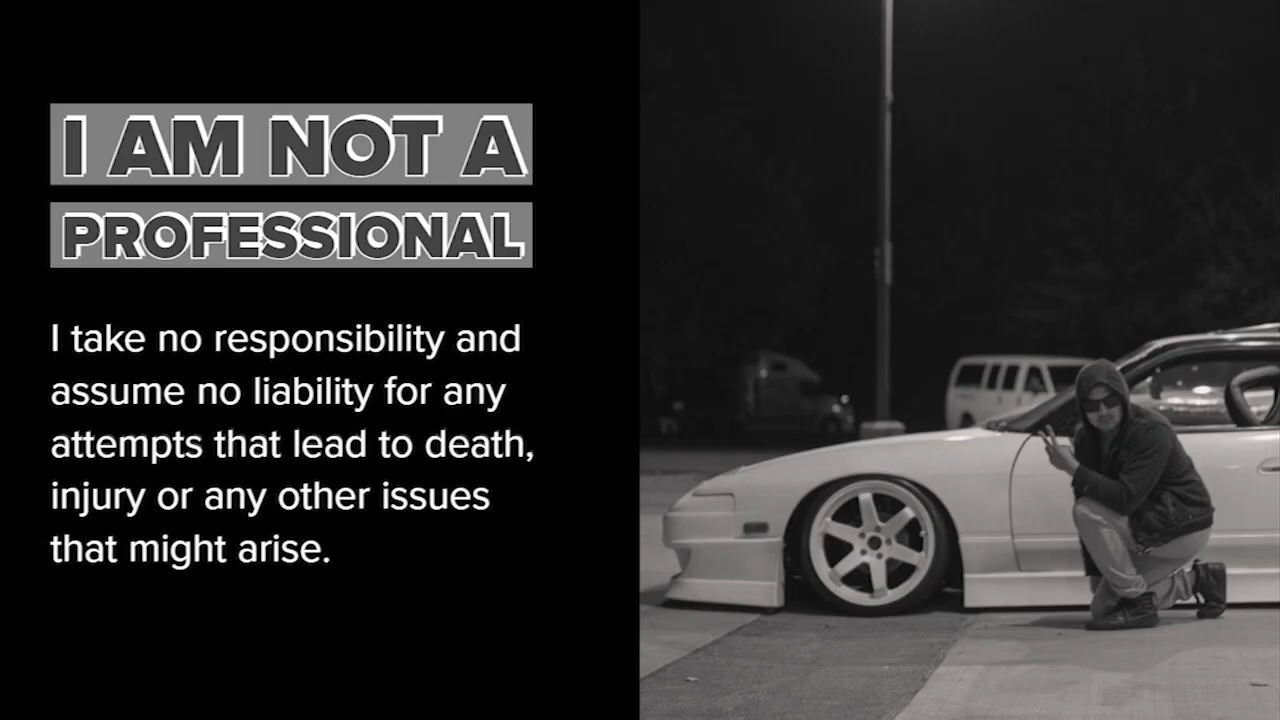 I AM NOT A
PROFESSIONAL
I take no responsibility and
assume no liability for any
attempts that lead to death,
injury or any other issues
that might arise.